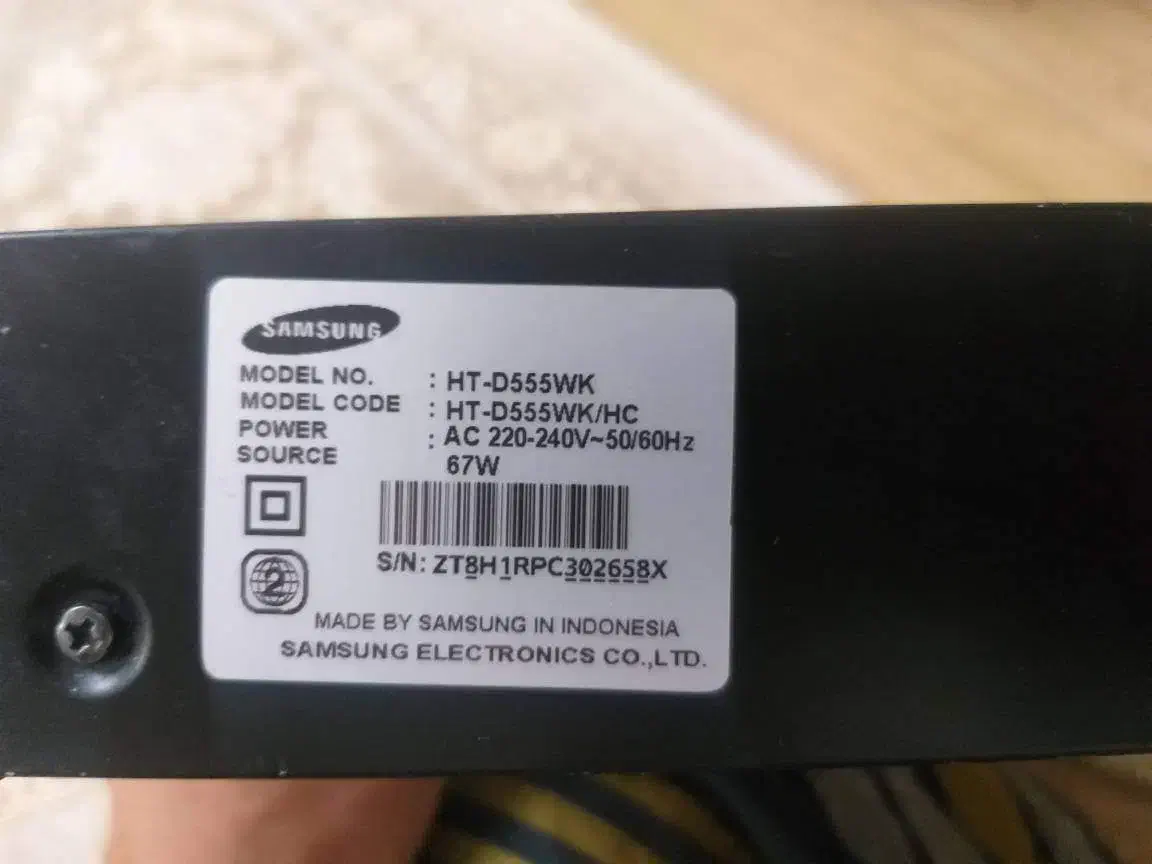 SAMSUNG
MODEL NO. : HT-D555WK
MODEL CODE : HT-D555WK/HC
POWER : AC 220-240V~50/60Hz
SOURCE 67W
S/N: ZT8H1RPC302658X
2
MADE BY SAMSUNG IN INDONESIA
SAMSUNG ELECTRONICS CO.,LTD.